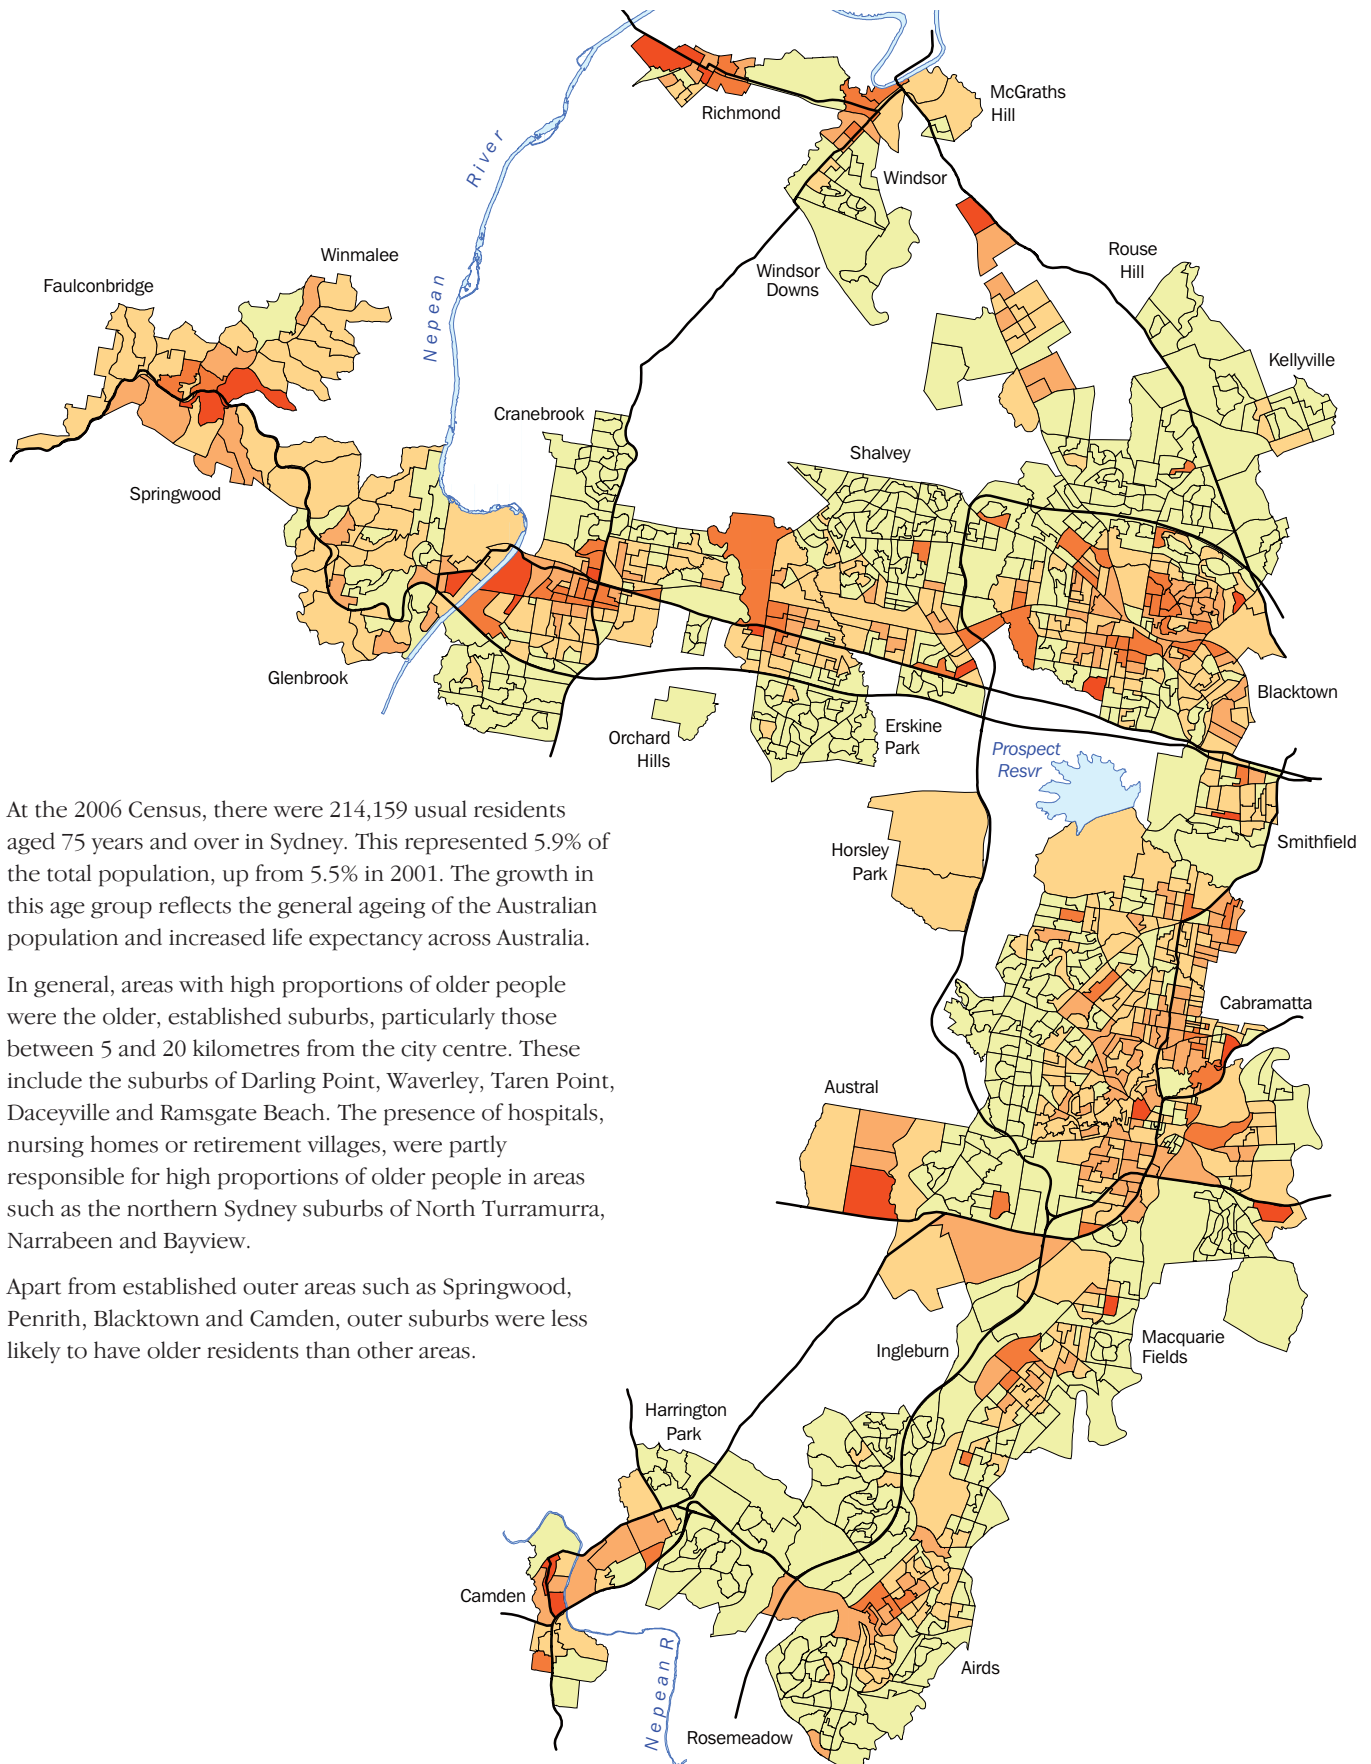 McGraths
Hill
Richmond
River
Windsor
Winmalee
Rouse
Hill
Faulconbridge
Windsor
Downs
Nepean
Kellyville
Cranebrook
Shalvey
Springwood
Glenbrook
Blacktown
Erskine
Park
Orchard
Hills
Prospect
Resvr
At the 2006 Census, there were 214,159 usual residents
aged 75 years and over in Sydney. This represented 5.9% of
the total population, up from 5.5% in 2001. The growth in
this age group reflects the general ageing of the Australian
population and increased life expectancy across Australia.
In general, areas with high proportions of older people
were the older, established suburbs, particularly those
between 5 and 20 kilometres from the city centre. These
include the suburbs of Darling Point, Waverley, Taren Point,
Daceyville and Ramsgate Beach. The presence of hospitals,
nursing homes or retirement villages, were partly
responsible for high proportions of older people in areas
such as the northern Sydney suburbs of North Turramurra,
Narrabeen and Bayview.
Apart from established outer areas such as Springwood,
Penrith, Blacktown and Camden, outer suburbs were less
likely to have older residents than other areas.
Horsley
Park
Smithfield
Cabramatta
Austral
Ingleburn
Macquarie
Fields
Harrington
Park
Camden
Airds
Nepean R
Rosemeadow